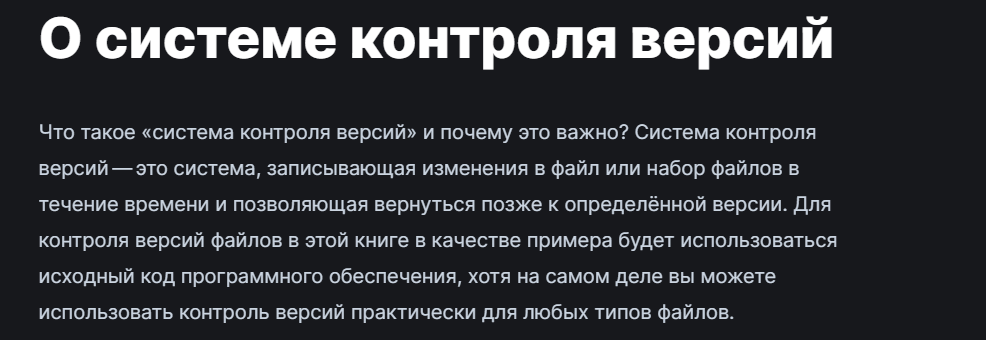 О системе контроля версий
Что такое «система контроля версий» и почему это важно? Система контроля
версий — это система, записывающая изменения в файл или набор файлов в
течение времени и позволяющая вернуться позже к определённой версии. Для
контроля версий файлов в этой книге в качестве примера будет использоваться
исходный код программного обеспечения, хотя на самом деле вы можете
использовать контроль версий практически для любых типов файлов.